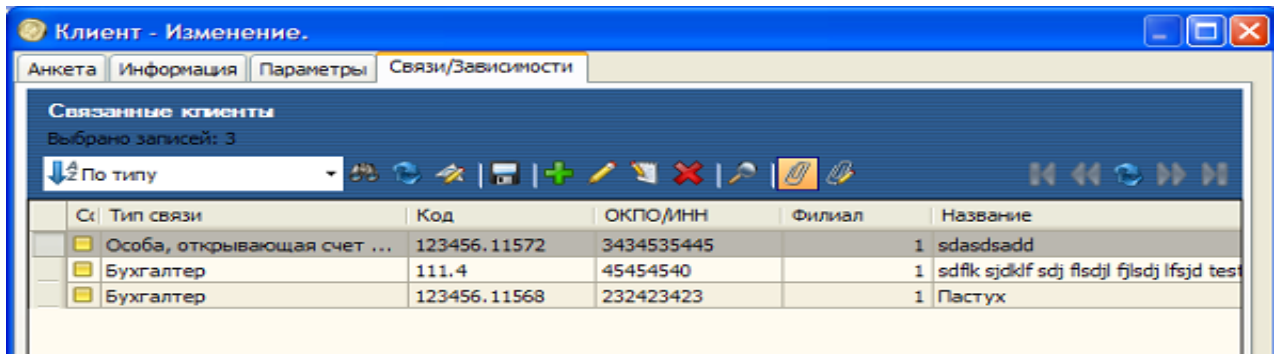 Клиент - Изменение.
Анкета Информация Параметры Связи/Зависимости
Связанные клиенты
Выбрано записей: 3
По типу
Сс Тип связи Код ОКПО/ИНН Филиал Название
Особа, открывающая счет ... 123456.11572 3434535445 1 sdasdsadd
Бухгалтер 111.4 45454540 1 sdflk sjdklf sdj flsdjl fjlsdj lfsjd test
Бухгалтер 123456.11568 232423423 1 Пастух